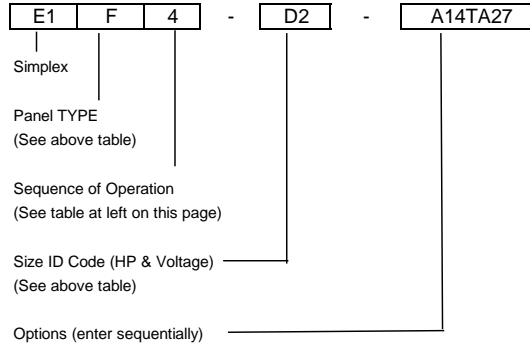 E1 F 4 - D2 - A14TA27
Simplex
Panel TYPE
(See above table)
Sequence of Operation
(See table at left on this page)
Size ID Code (HP & Voltage)
(See above table)
Options (enter sequentially)